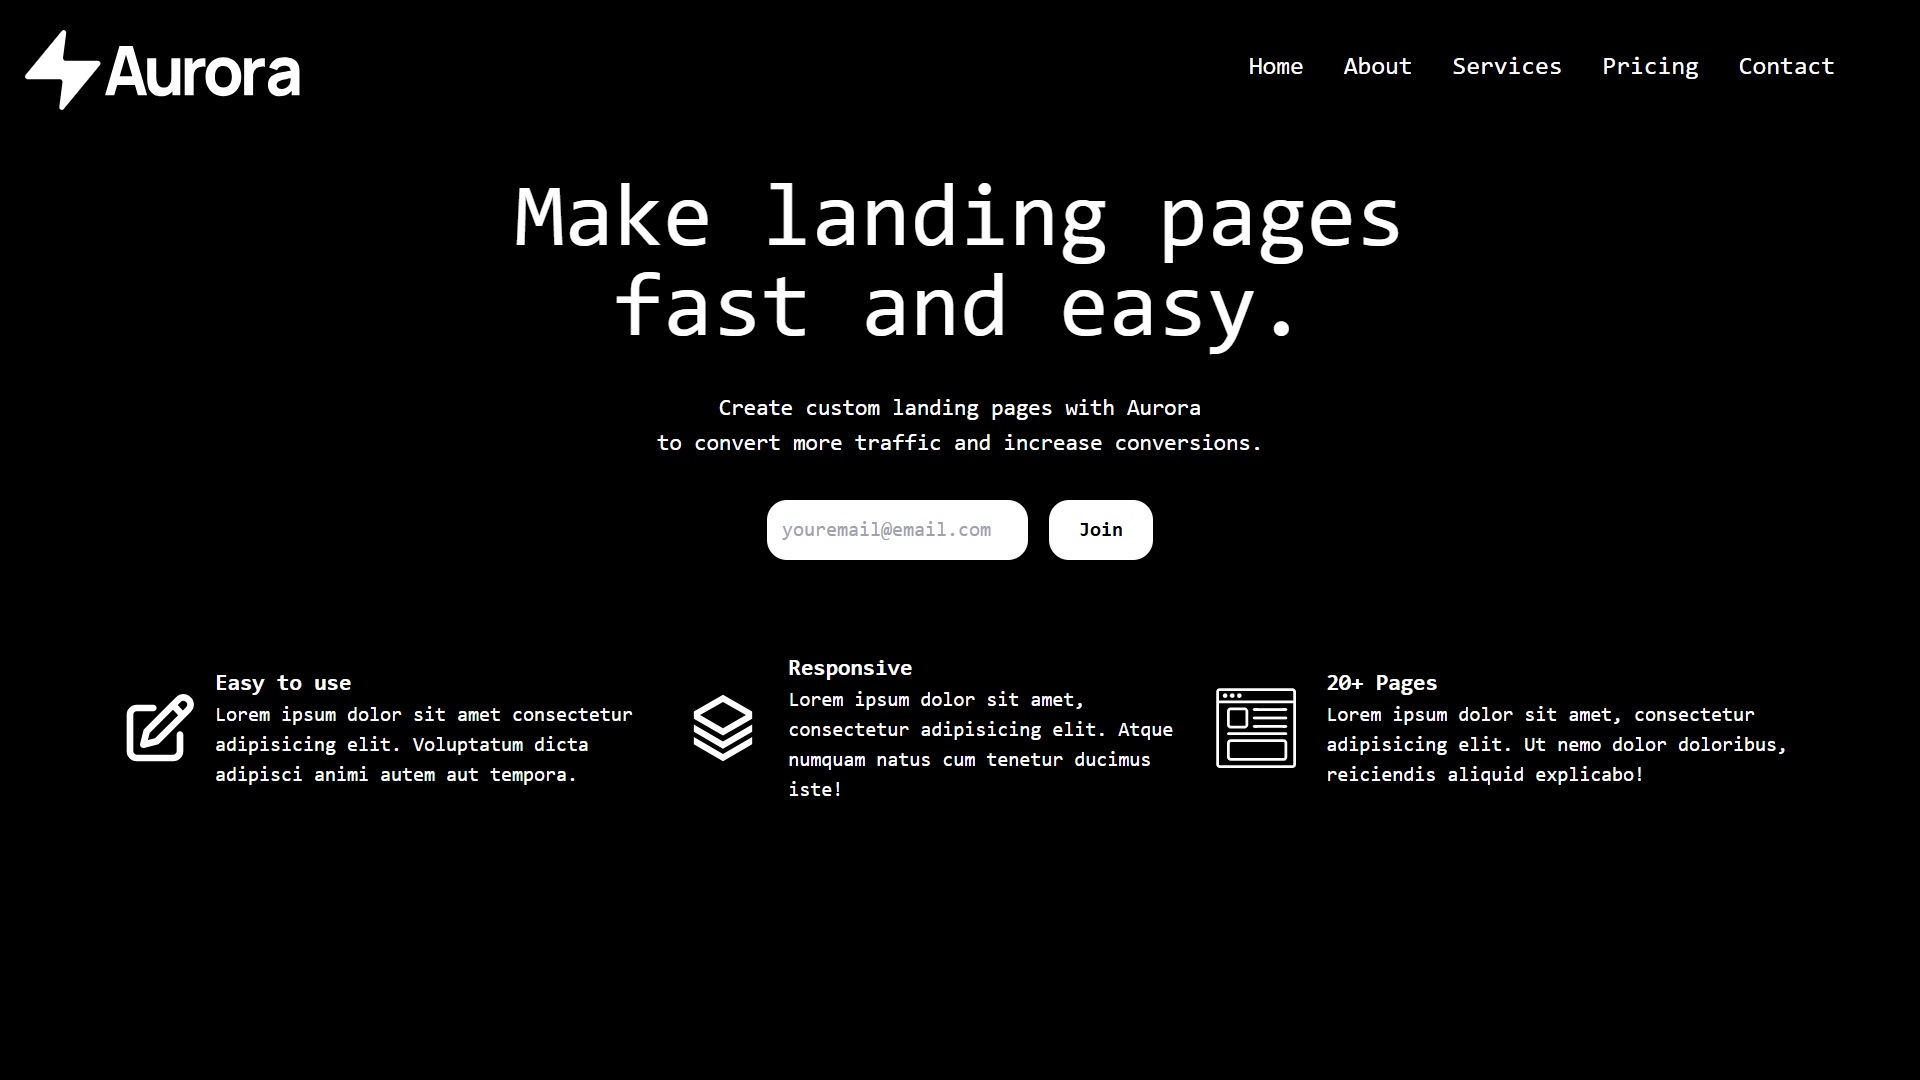 Aurora
Home About Services Pricing Contact
Make landing pages
fast and easy.
Create custom landing pages with Aurora
to convert more traffic and increase conversions.
youremail@email.com Join
Easy to use
Lorem ipsum dolor sit amet consectetur
adipisicing elit. Voluptatum dicta
adipisci animi autem aut tempora.
Responsive
Lorem ipsum dolor sit amet,
consectetur adipisicing elit. Atque
numquam natus cum tenetur ducimus
iste!
20+ Pages
Lorem ipsum dolor sit amet, consectetur
adipisicing elit. Ut nemo dolor doloribus,
reiciendis aliquid explicabo!